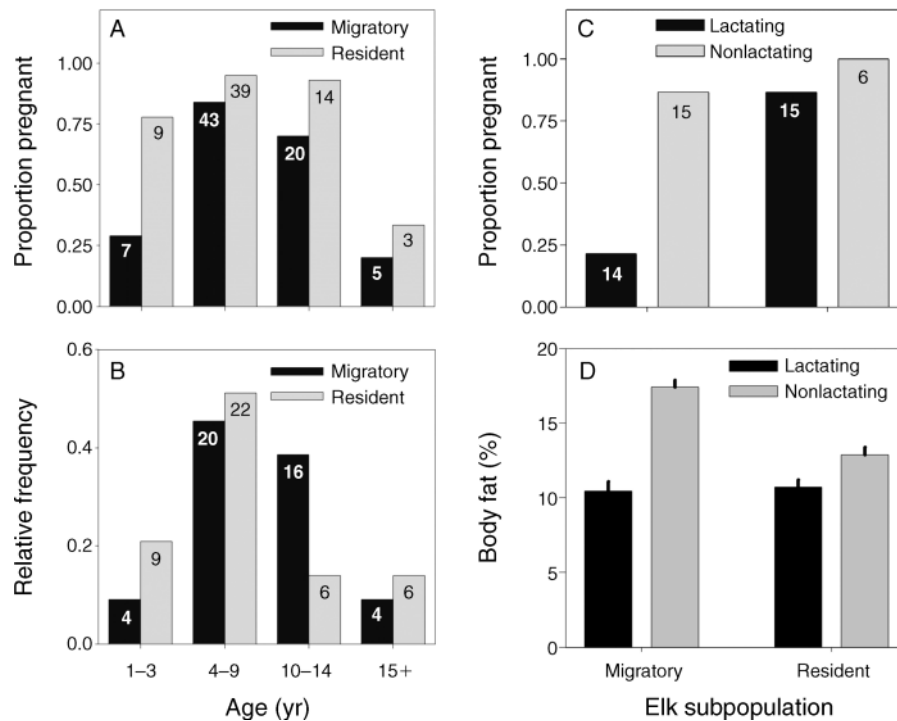 A
Migratory
Resident
Proportion pregnant
1.00
0.75
0.50
0.25
0.00
7
9
43
39
20
14
5
3
B
Migratory
Resident
Relative frequency
0.6
0.4
0.2
0.0
4
9
20
22
16
6
4
6
1–3
4–9
10–14
15+
Age (yr)
C
Lactating
Nonlactating
Proportion pregnant
1.00
0.75
0.50
0.25
0.00
14
15
15
6
D
Lactating
Nonlactating
Body fat (%)
20
15
10
5
0
Migratory
Resident
Elk subpopulation